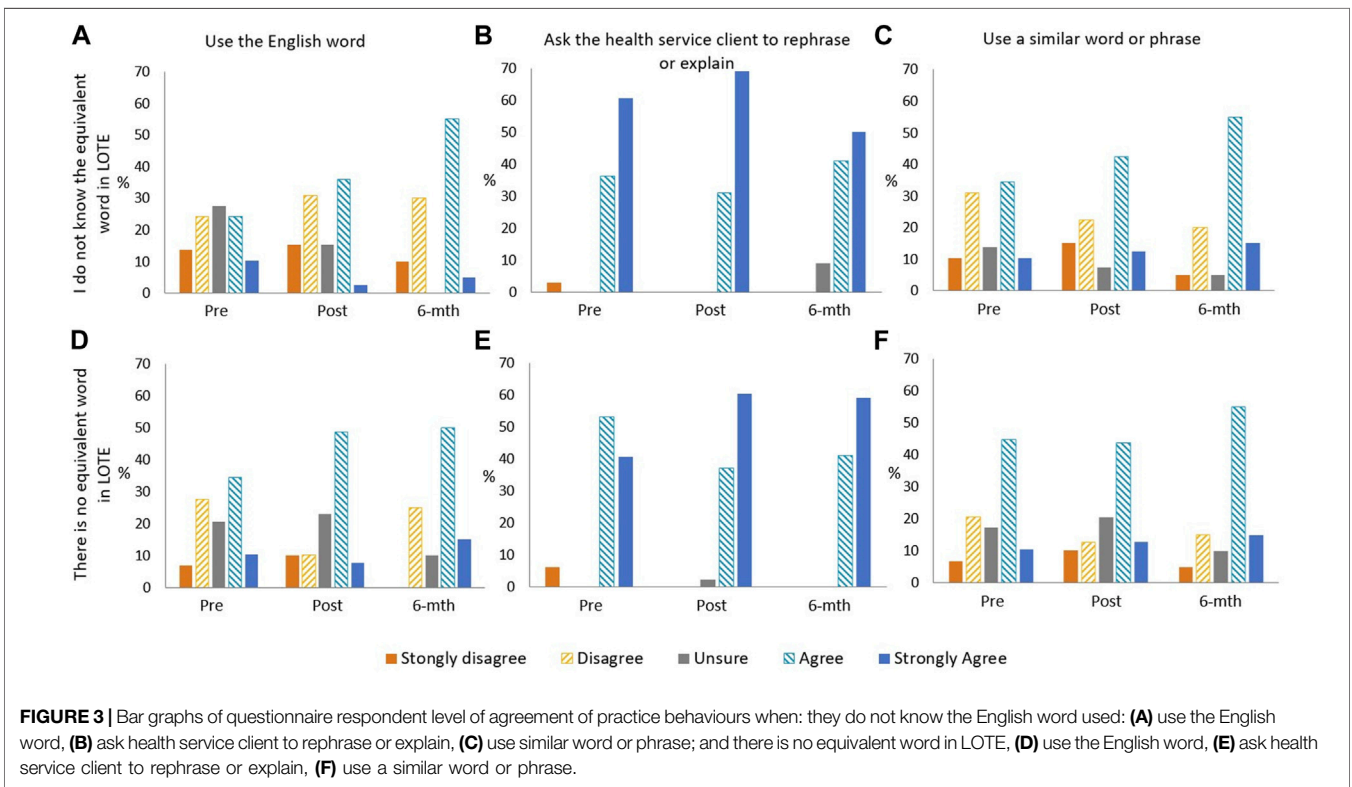 A
Use the English word
I do not know the equivalent
word in LOTE
%
70
60
50
40
30
20
10
0
Pre Post 6-mth
B
Ask the health service client to rephrase
or explain
%
70
60
50
40
30
20
10
0
Pre Post 6-mth
C
Use a similar word or phrase
%
70
60
50
40
30
20
10
0
Pre Post 6-mth
D
There is no equivalent word
in LOTE
%
70
60
50
40
30
20
10
0
Pre Post 6-mth
E
%
70
60
50
40
30
20
10
0
Pre Post 6-mth
F
%
70
60
50
40
30
20
10
0
Pre Post 6-mth
Stongly disagree Disagree Unsure Agree Strongly Agree
FIGURE 3 | Bar graphs of questionnaire respondent level of agreement of practice behaviours when: they do not know the English word used: (A) use the English
word, (B) ask health service client to rephrase or explain, (C) use similar word or phrase; and there is no equivalent word in LOTE, (D) use the English word, (E) ask health
service client to rephrase or explain, (F) use a similar word or phrase.